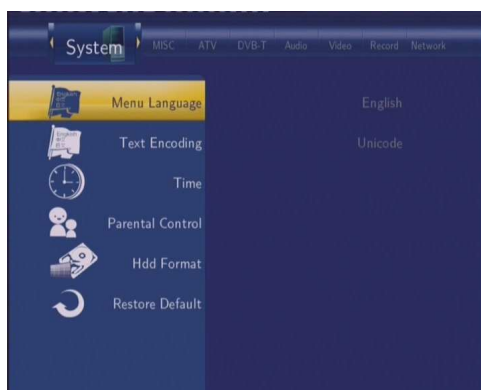 System MISC ATV DVB-T Audio Video Record Network
Menu Language English
Text Encoding Unicode
Time
Parental Control
Hdd Format
Restore Default